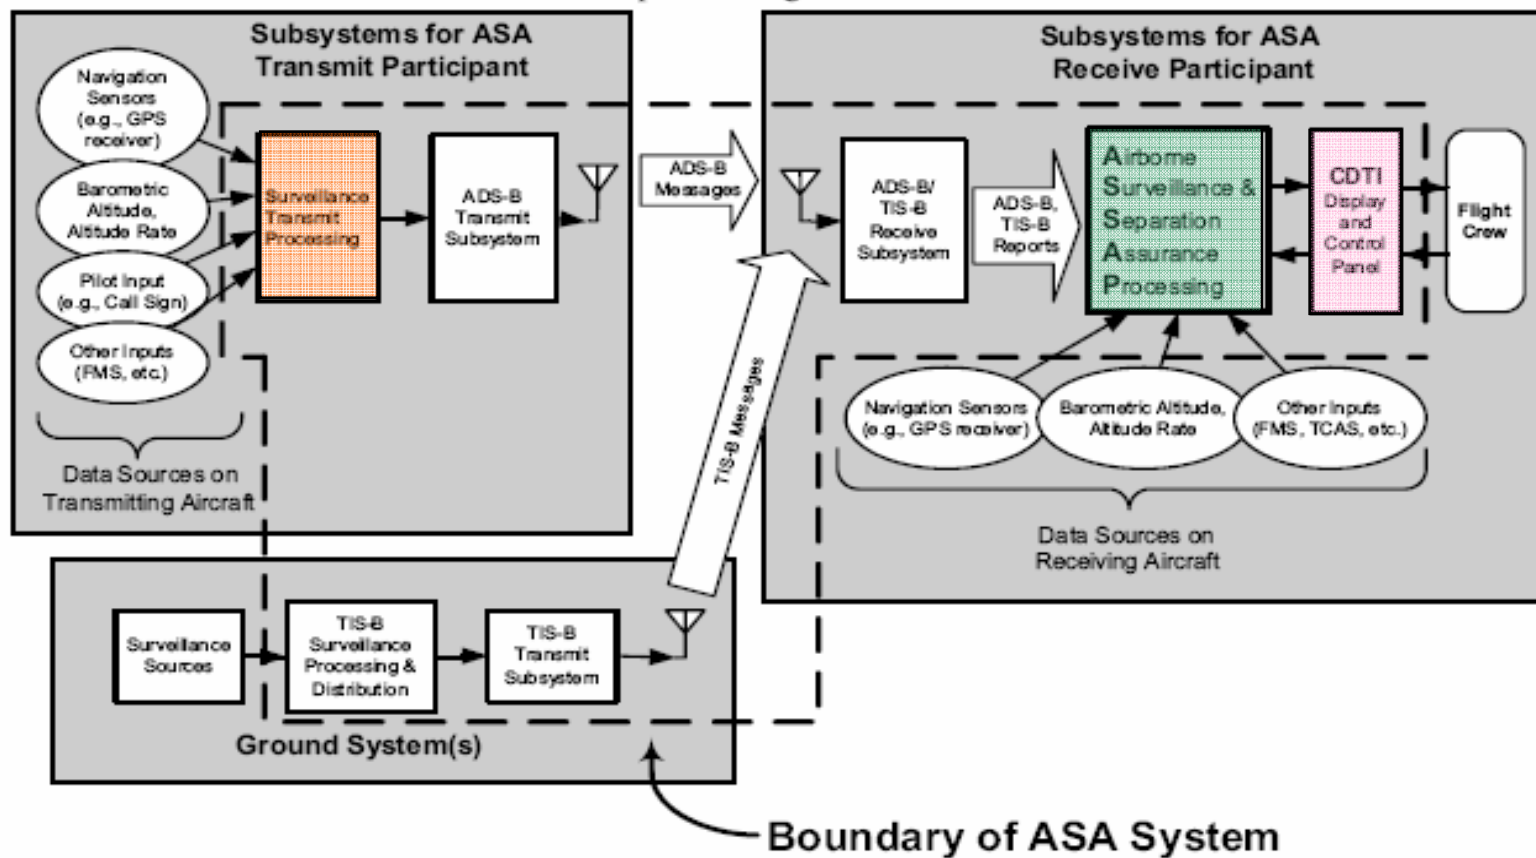 Subsystems for ASA
Transmit Participant
Navigation
Sensors
(e.g., GPS
receiver)
Barometric
Altitude,
Altitude Rate
Pilot Input
(e.g., Call Sign)
Other Inputs
(FMS, etc.)
Data Sources on
Transmitting Aircraft
Surveillance
Transmit
Processing
ADS-B
Transmit
Subsystem
ADS-B
Messages
Subsystems for ASA
Receive Participant
ADS-B/
TIS-B
Receive
Subsystem
ADS-B,
TIS-B
Reports
Airborne
Surveillance &
Separation
Assurance
Processing
CDTI
Display
and
Control
Panel
Flight
Crew
Navigation Sensors
(e.g., GPS receiver)
Barometric Altitude,
Altitude Rate
Other Inputs
(FMS, TCAS, etc.)
Data Sources on
Receiving Aircraft
TIS-B Messages
Surveillance
Sources
TIS-B
Surveillance
Processing &
Distribution
TIS-B
Transmit
Subsystem
Ground System(s)
Boundary of ASA System